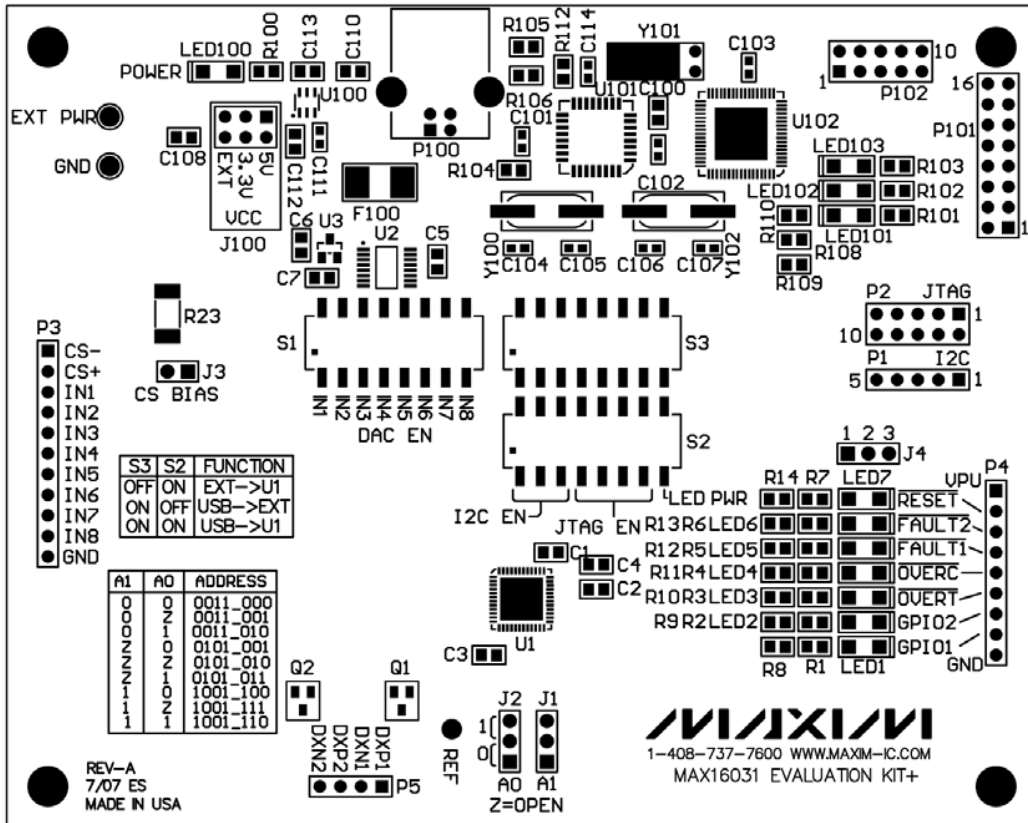 LED100
R100
C113
C110
R105
R112
C114
Y101
C103
10
1
P102
16
P101
1
POWER
U100
R106
U101
C100
U102
EXT PWR
GND
C108
5V
3.3V
EXT
VCC
J100
C112
C111
P100
C101
R104
F100
C102
LED103
R103
LED102
R102
LED101
R101
R110
R108
R109
C6
U3
U2
C5
C7
Y100
C104
C105
C106
C107
Y102
R23
P3
CS-
CS+
IN1
IN2
IN3
IN4
IN5
IN6
IN7
IN8
GND
J3
CS BIAS
S1
IN1
IN2
IN3
IN4
IN5
IN6
IN7
IN8
DAC EN
S3
S2
P2 JTAG
1
10
P1 I2C
5
1
1 2 3
J4
S3 S2 FUNCTION
OFF ON EXT->U1
ON OFF USB->EXT
ON ON USB->U1
I2C EN
JTAG EN
LED PWR
R14 R7 LED7
R13 R6 LED6
R12 R5 LED5
R11 R4 LED4
R10 R3 LED3
R9 R2 LED2
R8 R1 LED1
P4
VPU
RESET
FAULT2
FAULT1
OVERC
OVERT
GPIO2
GPIO1
GND
C1
C4
C2
U1
C3
A1 A0 ADDRESS
0 0 0011_000
0 Z 0011_001
0 1 0011_010
Z 0 0101_001
Z Z 0101_010
Z 1 0101_011
1 0 1001_100
1 Z 1001_111
1 1 1001_110
Q2
Q1
DXN2
DXP2
DXN1
DXP1
P5
REF
J2
J1
1
0
A0
A1
Z=OPEN
REV-A
7/07 ES
MADE IN USA
MAXIM
1-408-737-7600 WWW.MAXIM-IC.COM
MAX16031 EVALUATION KIT+